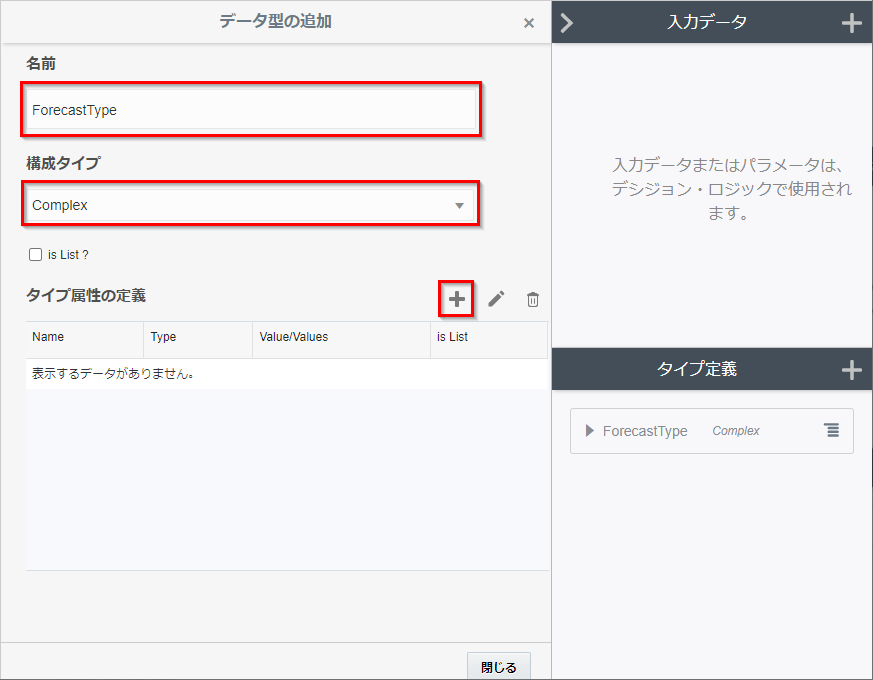 データ型の追加
×
名前
ForecastType
構成タイプ
Complex
is List ?
タイプ属性の定義
Name Type Value/Values is List
表示するデータがありません。
閉じる
入力データ
入力データまたはパラメータは、
デシジョン・ロジックで使用され
ます。
タイプ定義
ForecastType Complex